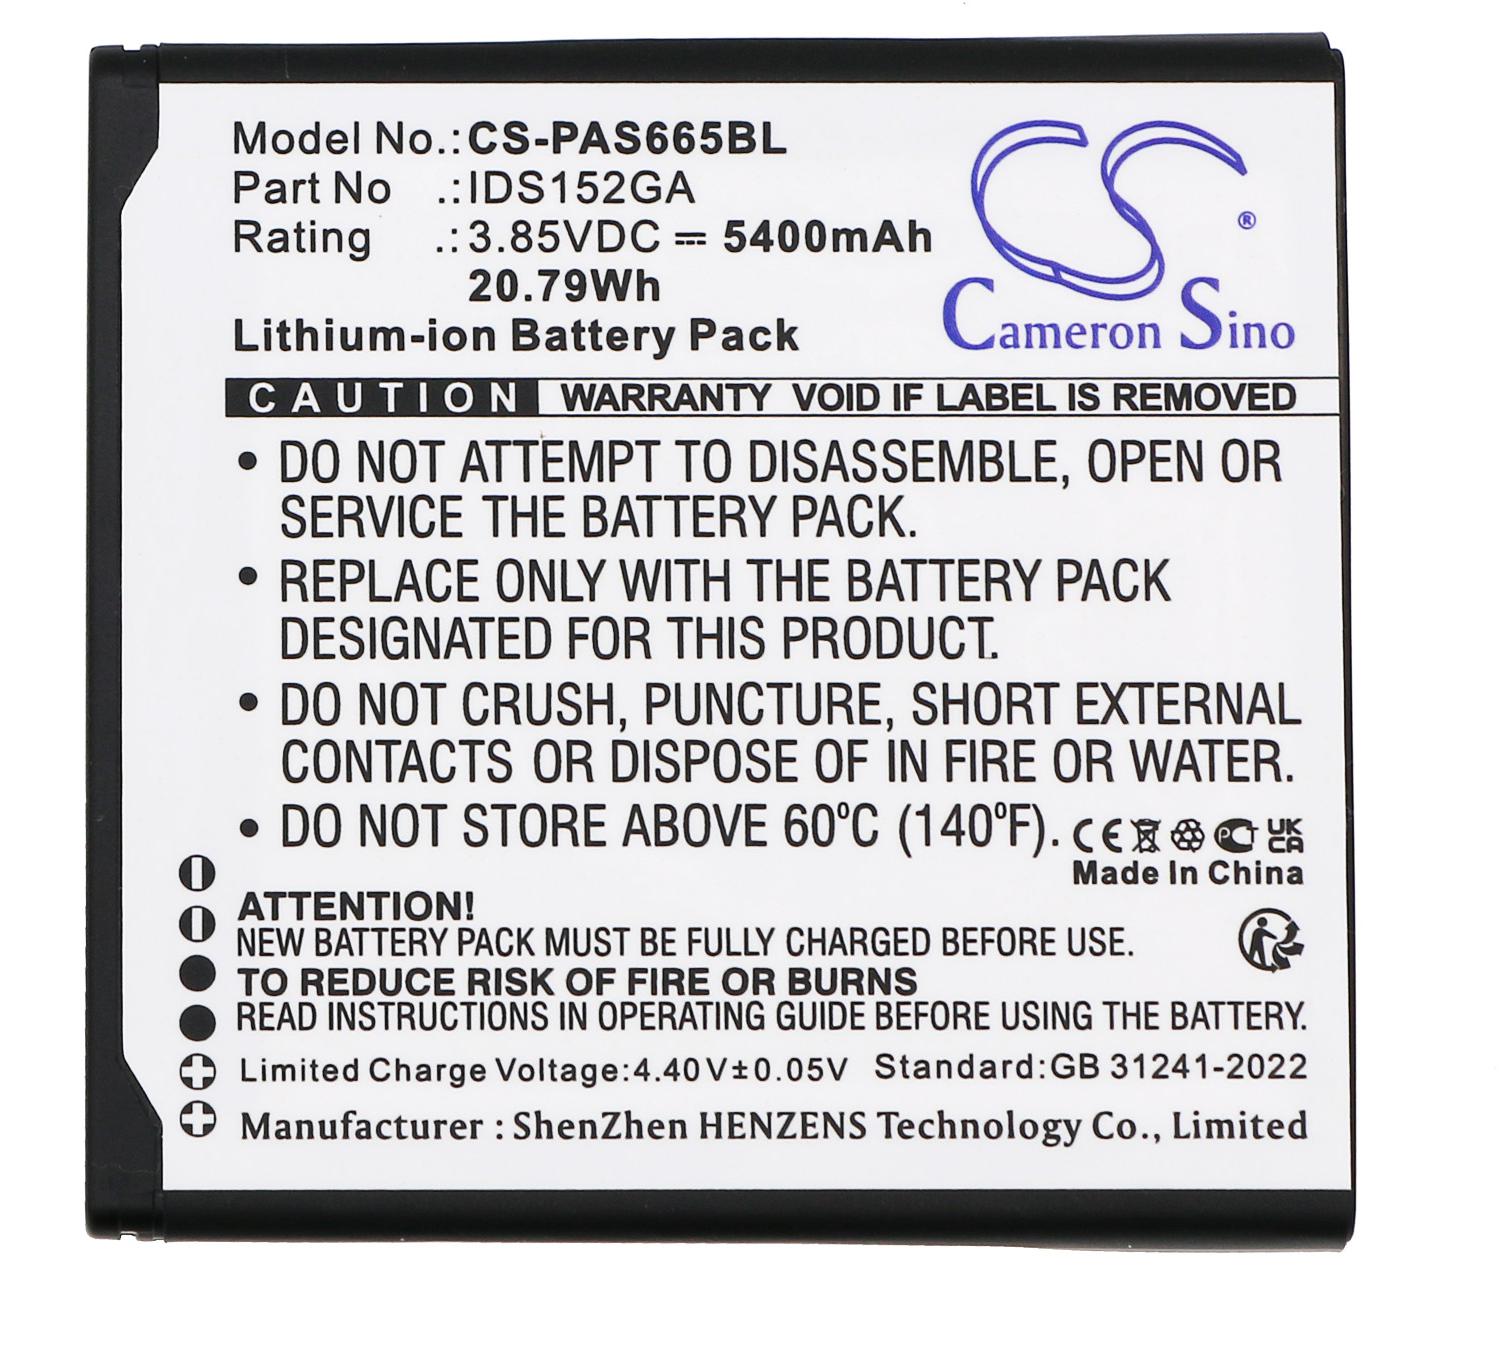 Model No.:CS-PAS665BL
Part No .:IDS152GA
Rating .:3.85VDC ⎓ 5400mAh
20.79Wh
Lithium-ion Battery Pack
CS ®
Cameron Sino
CAUTION WARRANTY VOID IF LABEL IS REMOVED
• DO NOT ATTEMPT TO DISASSEMBLE, OPEN OR
SERVICE THE BATTERY PACK.
• REPLACE ONLY WITH THE BATTERY PACK
DESIGNATED FOR THIS PRODUCT.
• DO NOT CRUSH, PUNCTURE, SHORT EXTERNAL
CONTACTS OR DISPOSE OF IN FIRE OR WATER.
• DO NOT STORE ABOVE 60°C (140°F).
CE PCT UK
CA
Made In China
ATTENTION!
NEW BATTERY PACK MUST BE FULLY CHARGED BEFORE USE.
TO REDUCE RISK OF FIRE OR BURNS
READ INSTRUCTIONS IN OPERATING GUIDE BEFORE USING THE BATTERY.
Limited Charge Voltage:4.40V±0.05V Standard:GB 31241-2022
Manufacturer : ShenZhen HENZENS Technology Co., Limited